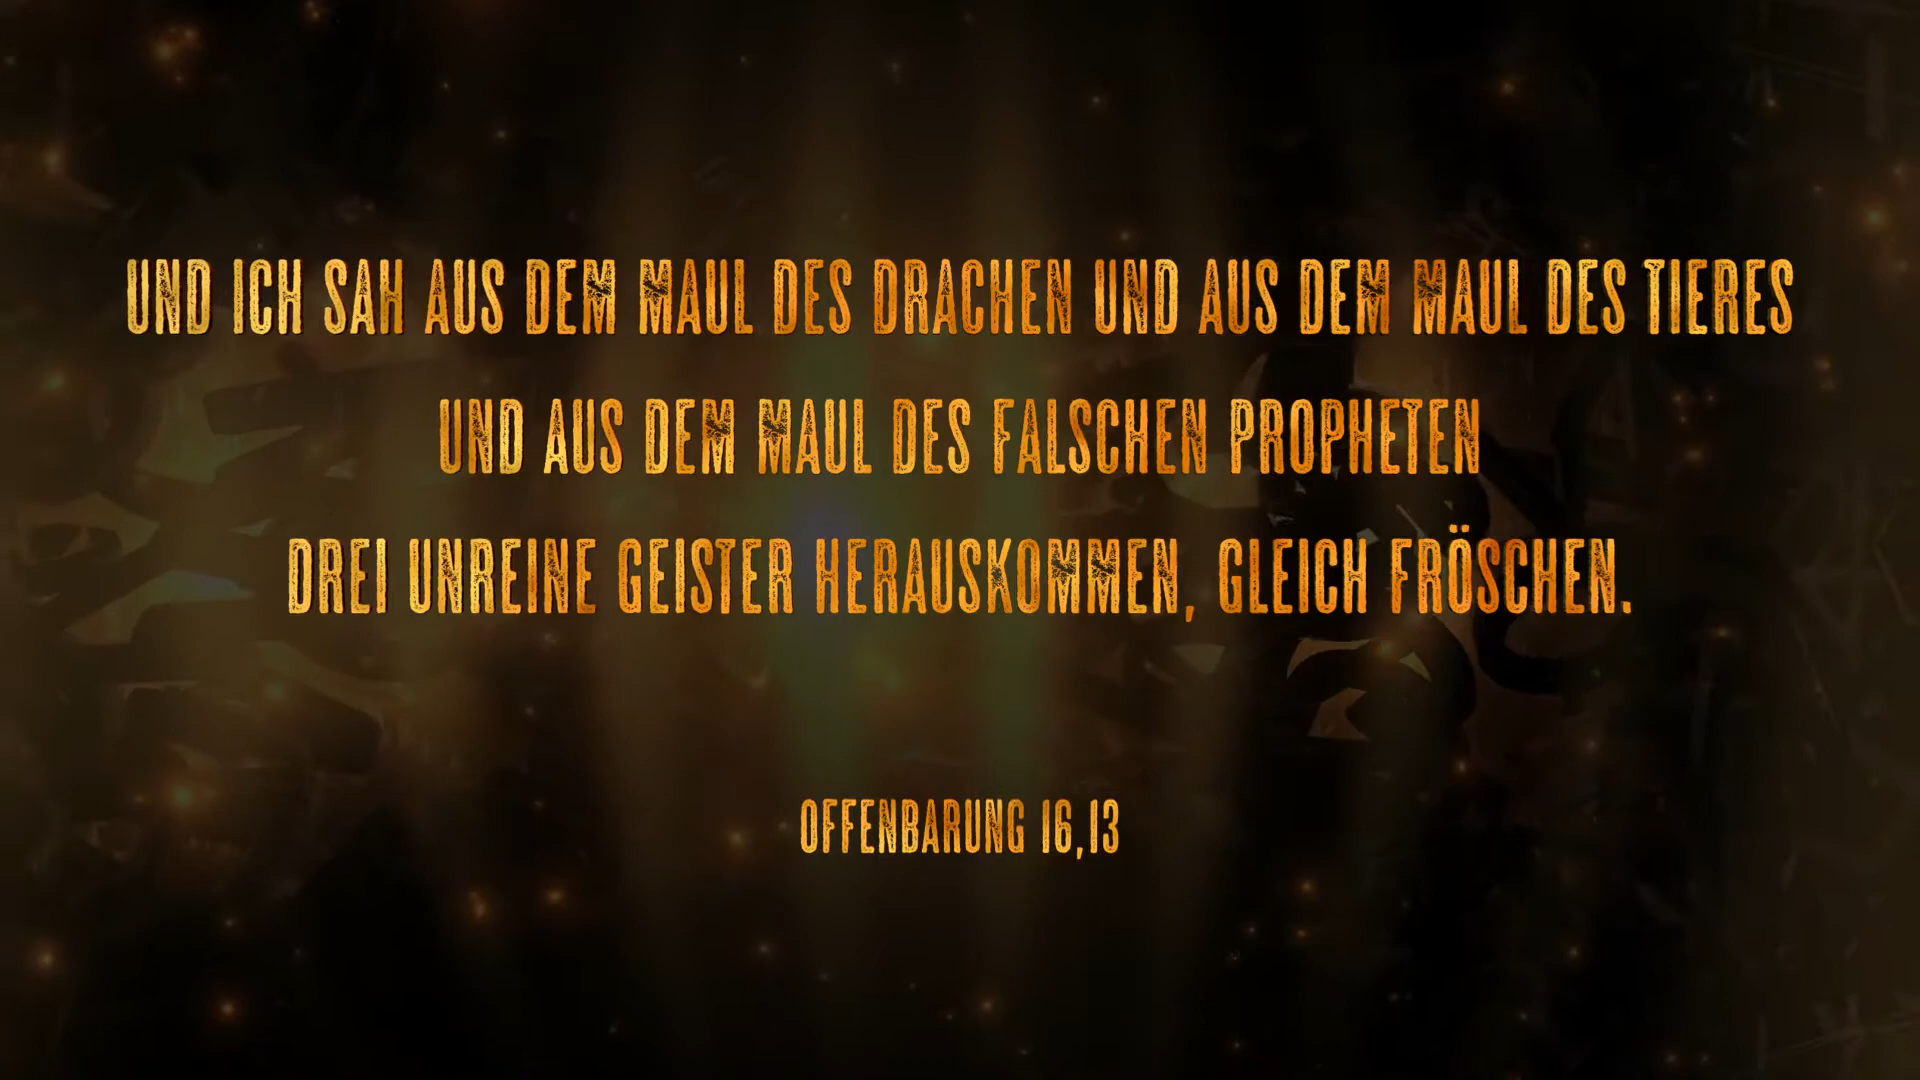 UND ICH SAH AUS DEM MAUL DES DRACHEN UND AUS DEM MAUL DES TIERES
UND AUS DEM MAUL DES FALSCHEN PROPHETEN
DREI UNREINE GEISTER HERAUSKOMMEN, GLEICH FRÖSCHEN.
OFFENBARUNG 16,13